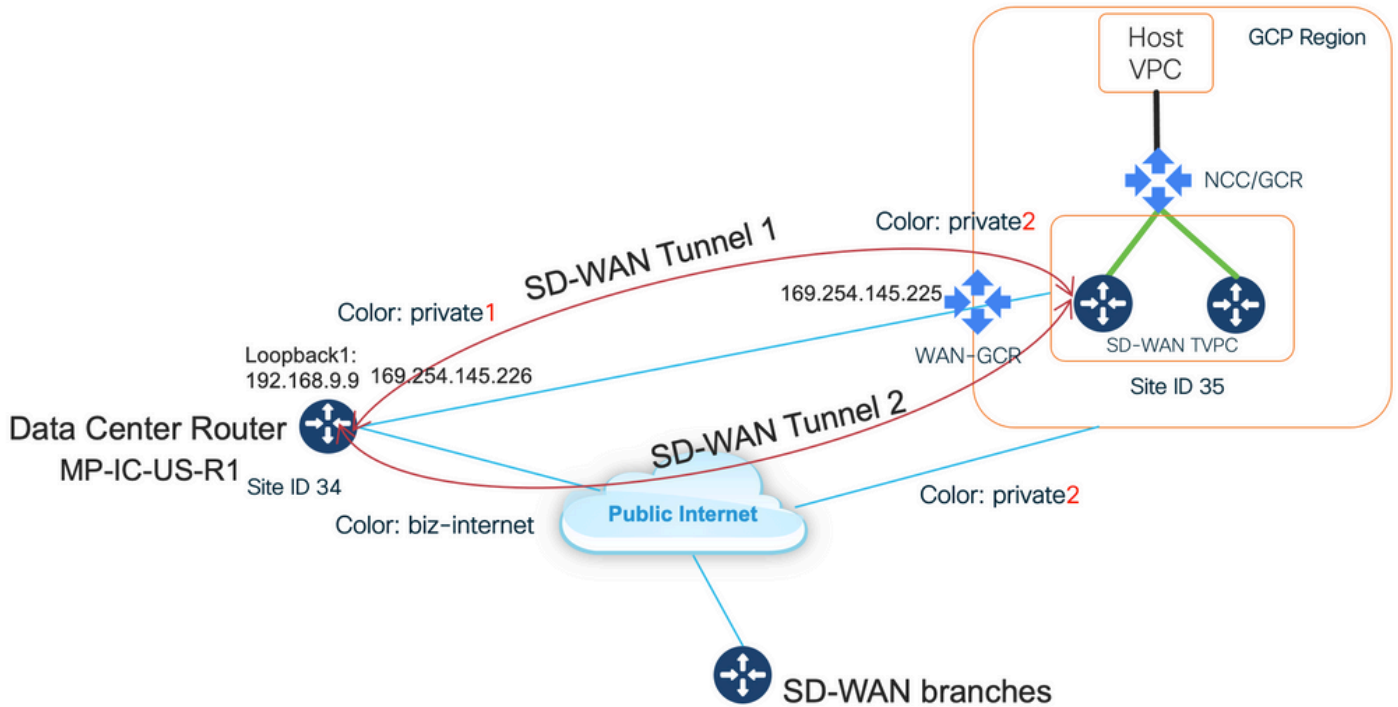 Host
VPC
GCP Region
NCC/GCR
Color: private2
SD-WAN Tunnel 1
169.254.145.225
Color: private1
WAN-GCR
SD-WAN TVPC
Loopback1:
192.168.9.9
169.254.145.226
Site ID 35
Data Center Router
MP-IC-US-R1
Site ID 34
SD-WAN Tunnel 2
Color: private2
Color: biz-internet
Public Internet
SD-WAN branches